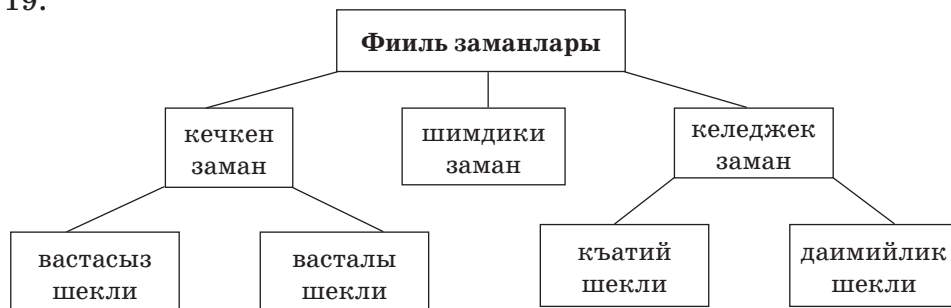 19.
Фииль заманлары
кечкен
заман
шимдики
заман
келеджек
заман
вастасыз
шекли
васталы
шекли
къатий
шекли
даимийлик
шекли